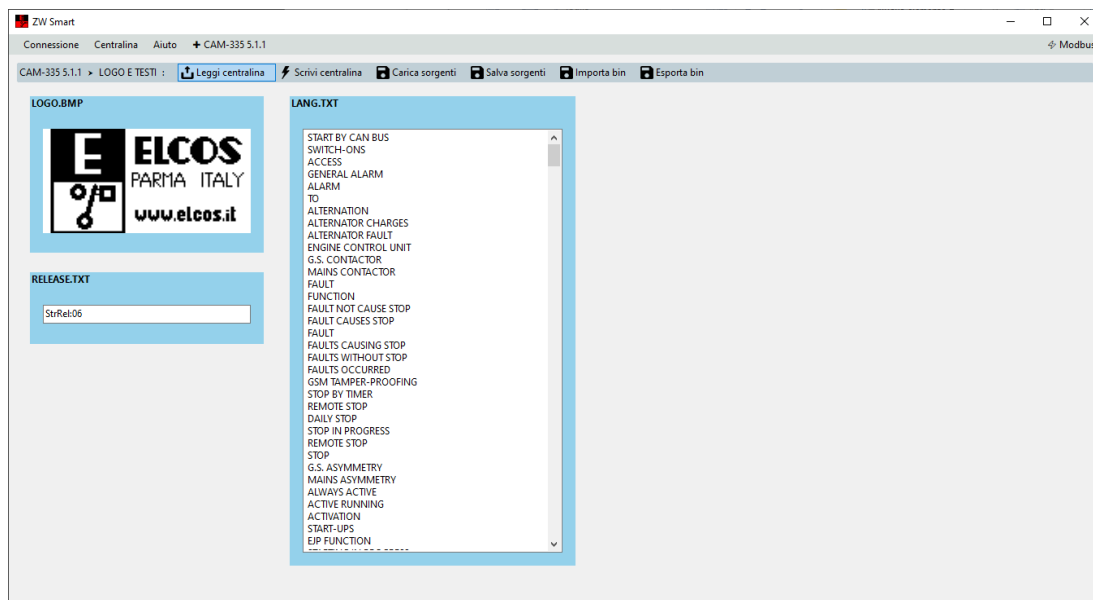 ZW Smart
Connessione Centralina Aiuto + CAM-335 5.1.1 Modbus
CAM-335 5.1.1 > LOGO E TESTI : Leggi centralina Scrivi centralina Carica sorgenti Salva sorgenti Importa bin Esporta bin
LOGO.BMP
E ELCOS
PARMA ITALY
www.elcos.it
RELEASE.TXT
StrRel:06
LANG.TXT
START BY CAN BUS
SWITCH-ONS
ACCESS
GENERAL ALARM
ALARM
TO
ALTERNATION
ALTERNATOR CHARGES
ALTERNATOR FAULT
ENGINE CONTROL UNIT
G.S. CONTACTOR
MAINS CONTACTOR
FAULT
FUNCTION
FAULT NOT CAUSE STOP
FAULT CAUSES STOP
FAULT
FAULTS CAUSING STOP
FAULTS WITHOUT STOP
FAULTS OCCURRED
GSM TAMPER-PROOFING
STOP BY TIMER
REMOTE STOP
DAILY STOP
STOP IN PROGRESS
REMOTE STOP
STOP
G.S. ASYMMETRY
MAINS ASYMMETRY
ALWAYS ACTIVE
ACTIVE RUNNING
ACTIVATION
START-UPS
EJP FUNCTION